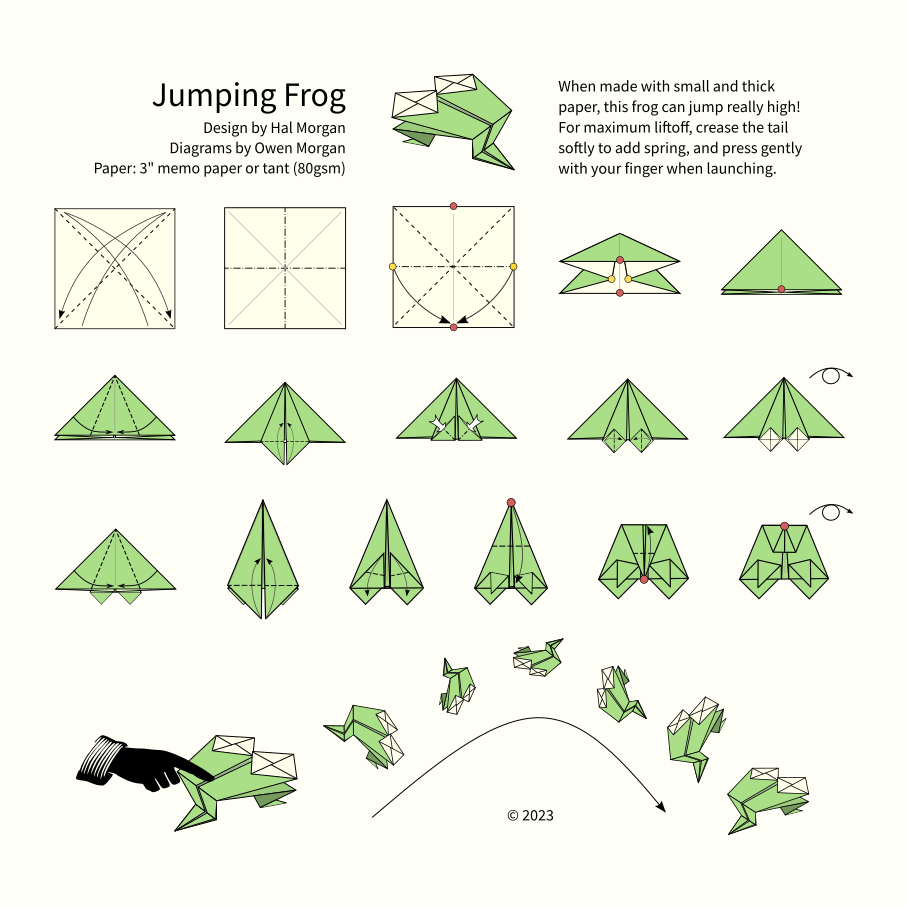 Jumping Frog
Design by Hal Morgan
Diagrams by Owen Morgan
Paper: 3" memo paper or tant (80gsm)
When made with small and thick
paper, this frog can jump really high!
For maximum liftoff, crease the tail
softly to add spring, and press gently
with your finger when launching.
© 2023